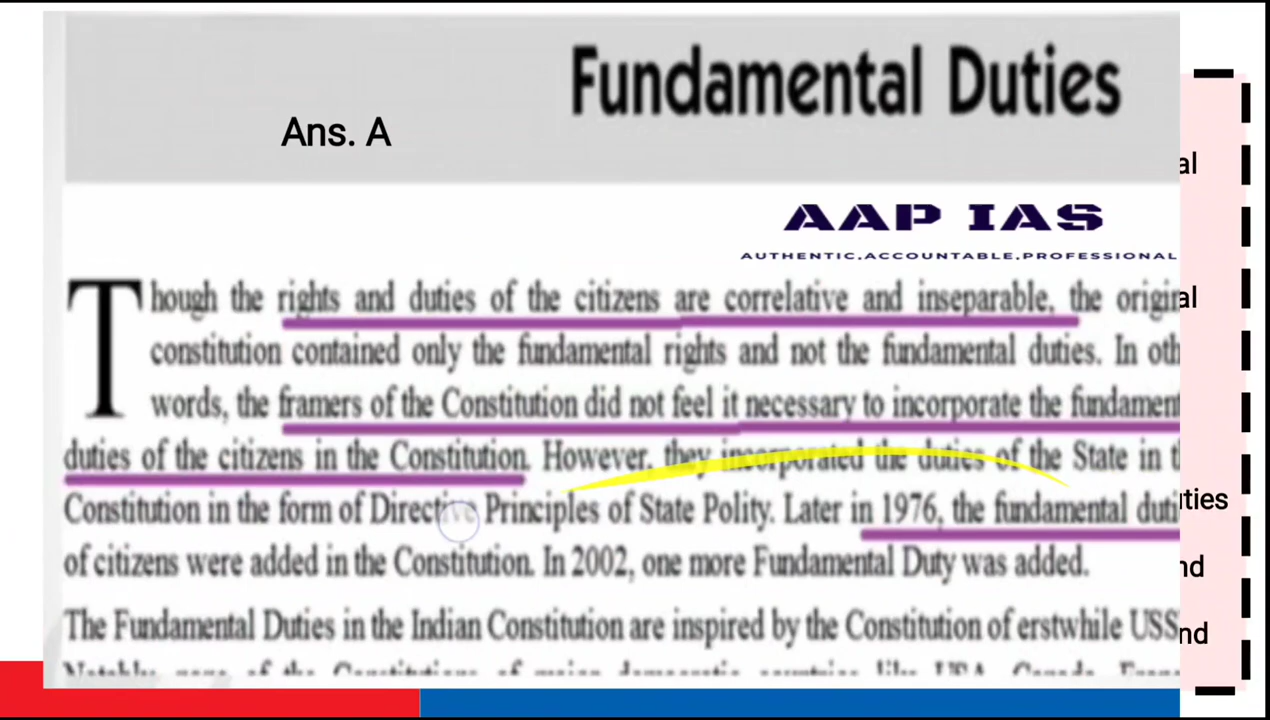 Fundamental Duties
Ans. A
AAP IAS
AUTHENTIC.ACCOUNTABLE.PROFESSIONAL
al
Though the rights and duties of the citizens are correlative and inseparable, the origin
al
constitution contained only the fundamental rights and not the fundamental duties. In oth
words, the framers of the Constitution did not feel it necessary to incorporate the fundament
duties of the citizens in the Constitution. However, they incorporated the duties of the State in t
Constitution in the form of Directive Principles of State Polity. Later in 1976, the fundamental duti
ties
of citizens were added in the Constitution. In 2002, one more Fundamental Duty was added.
nd
The Fundamental Duties in the Indian Constitution are inspired by the Constitution of erstwhile USS
nd